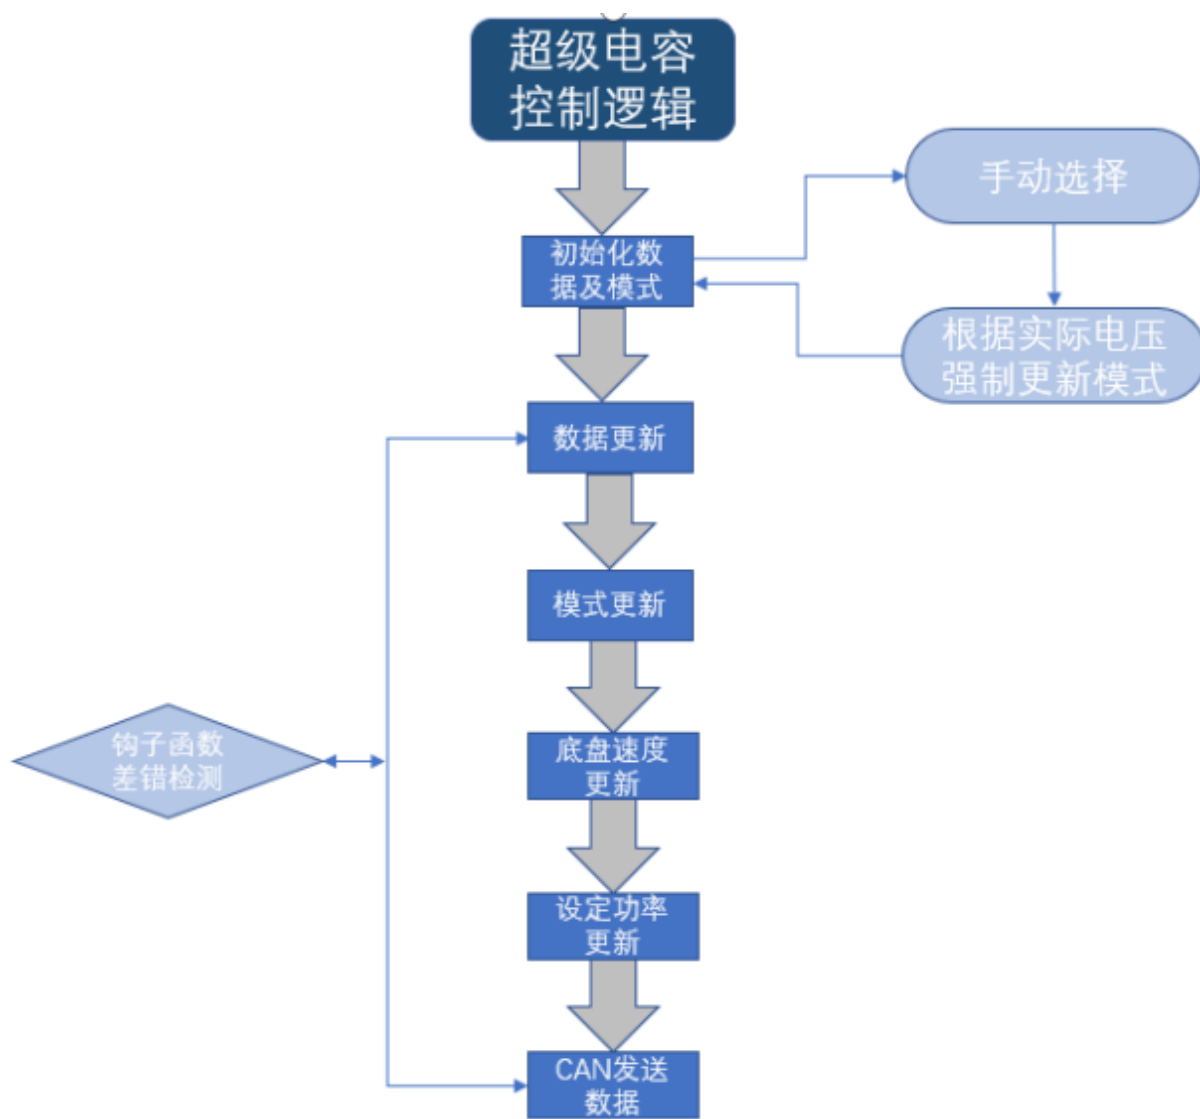 超级电容
控制逻辑
手动选择
初始化数
据及模式
根据实际电压
强制更新模式
数据更新
模式更新
钩子函数
差错检测
底盘速度
更新
设定功率
更新
CAN发送
数据